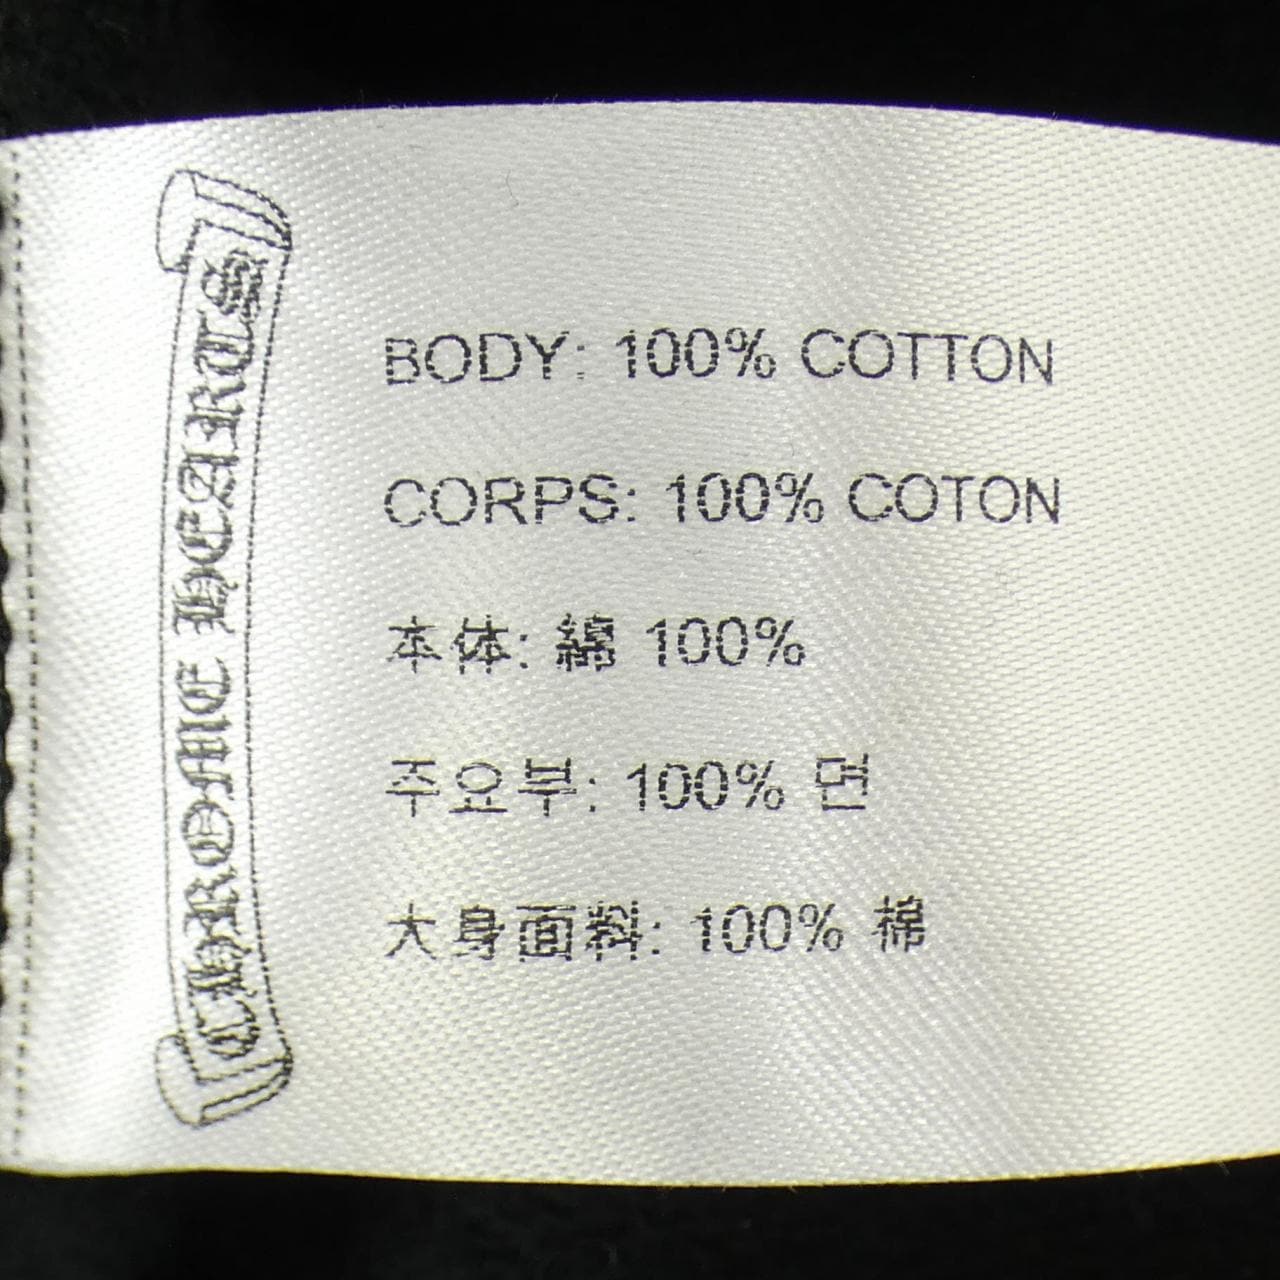 CHROME HEARTS
BODY: 100% COTTON
CORPS: 100% COTON
本体: 綿 100%
주요부: 100% 면
大身面料: 100% 棉